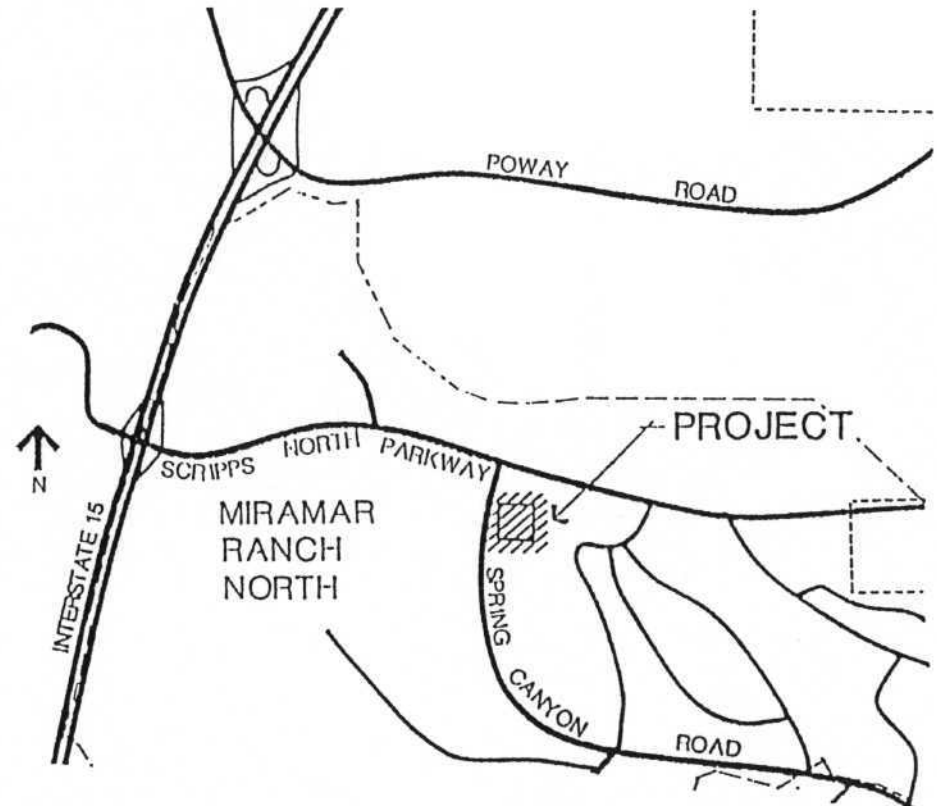 POWAY ROAD
PROJECT
SCRIPPS NORTH PARKWAY
N
MIRAMAR
RANCH
NORTH
INTERSTATE 15
SPRING CANYON ROAD